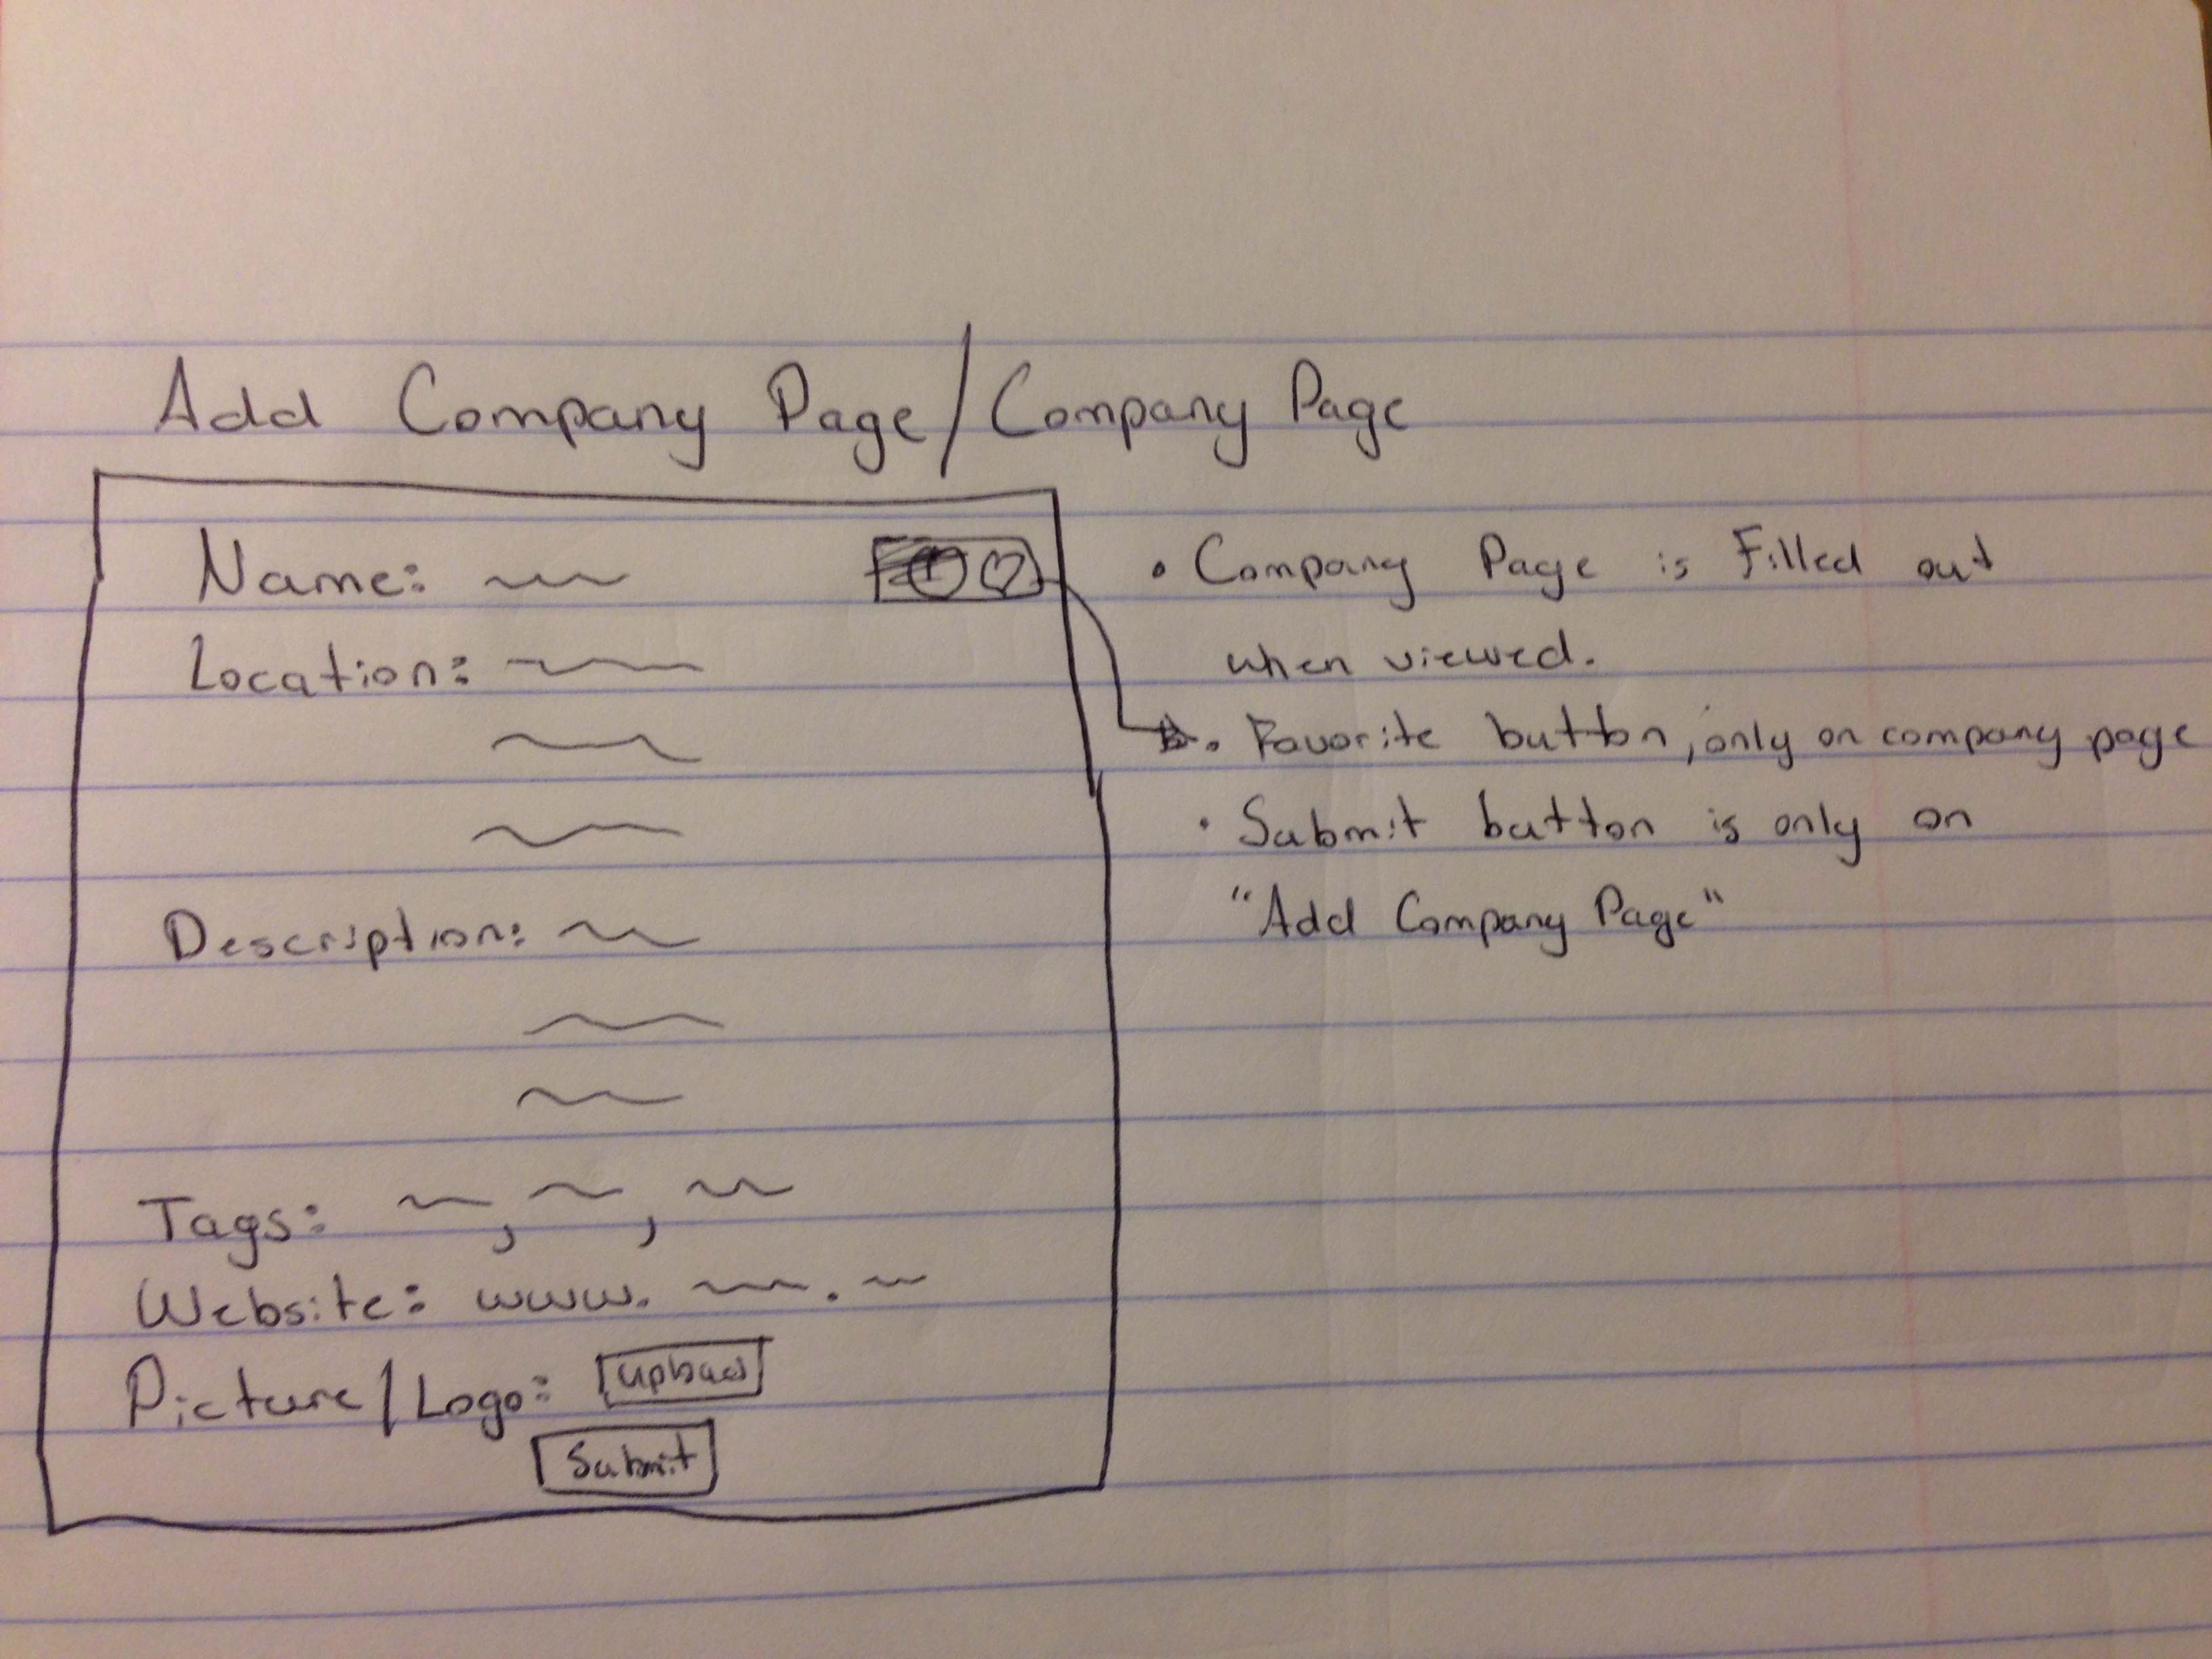 Add Company Page/Company Page
Name:
Location:
Description:
Tags: , ,
Website: www. .
Picture/Logo: Upload
Submit
• Company Page is Filled out
when viewed.
• Favorite button, only on company page
• Submit button is only on
"Add Company Page"